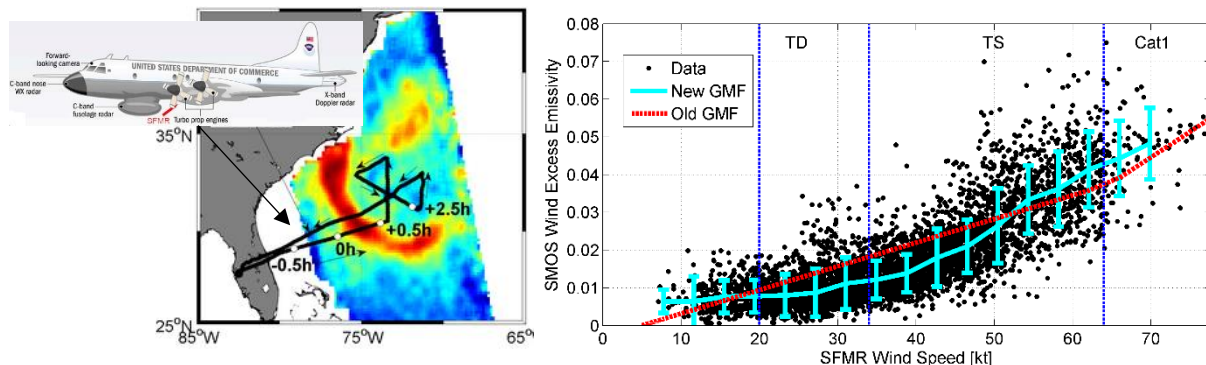 UNITED STATES DEPARTMENT OF COMMERCE
Forward-
looking camera
C-band nose
WX radar
C-band
fuselage radar
SFMR
Turbo prop engines
X-band
Doppler radar
35°N
25°N
85°W
75°W
65°
+2.5h
+0.5h
0h
-0.5h
SMOS Wind Excess Emissivity
0.08
0.07
0.06
0.05
0.04
0.03
0.02
0.01
0
TD
TS
Cat1
Data
New GMF
Old GMF
0
10
20
30
40
50
60
70
SFMR Wind Speed [kt]